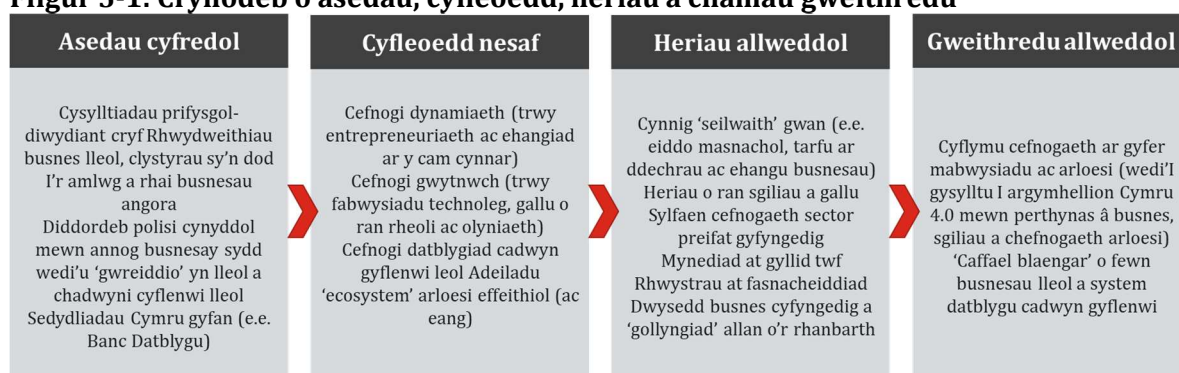 Ffigur 5-1: Crynodeb o asedau, cyfleoedd, heriau a chamau gweithredu
Asedau cyfredol
Cysylltiadau prifysgol-
diwydiant cryf Rhwydweithiau
busnes lleol, clystyrau sy'n dod
I'r amlwg a rhai busnesau
angora
Diddordeb polisi cynyddol
mewn annog busnesay sydd
wedi'u 'gwreiddio' yn lleol a
chadwyni cyflenwi lleol
Sedydliadau Cymru gyfan (e.e.
Banc Datblygu)
Cyfleoedd nesaf
Cefnogi dynamiaeth (trwy
entrepreneuriaeth ac ehangiad
ar y cam cynnar)
Cefnogi gwytnwch (trwy
fabwysiadu technoleg, gallu o
ran rheoli ac olyniaeth)
Cefnogi datblygiad cadwyn
gyflenwi leol Adeiladu
'ecosystem' arloesi effeithiol (ac
eang)
Heriau allweddol
Cynnig 'seilwaith' gwan (e.e.
eiddo masnachol, tarfu ar
ddechrau ac ehangu busnesau)
Heriau o ran sgiliau a gallu
Sylfaen cefnogaeth sector
preifat gyfyngedig
Mynediad at gyllid twf
Rhwystrau at fasnacheiddiad
Dwysedd busnes cyfyngedig a
'gollyngiad' allan o'r rhanbarth
Gweithredu allweddol
Cyflymu cefnogaeth ar gyfer
mabwysiadu ac arloesi (wedi'I
gysylltu I argymhellion Cymru
4.0 mewn perthynas â busnes,
sgiliau a chefnogaeth arloesi)
'Caffael blaengar' o fewn
busnesau lleol a system
datblygu cadwyn gyflenwi